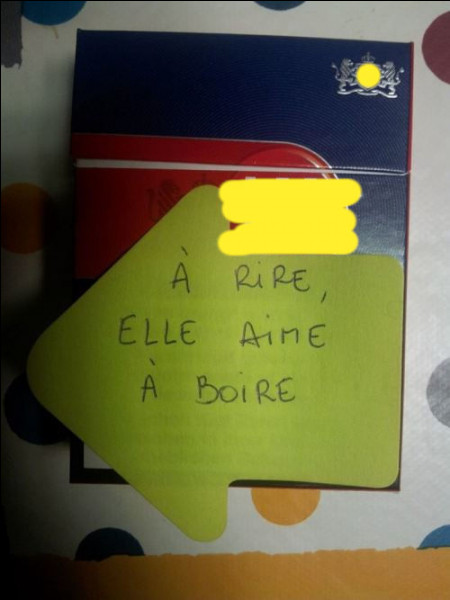 À RIRE,
ELLE AIME
À BOIRE